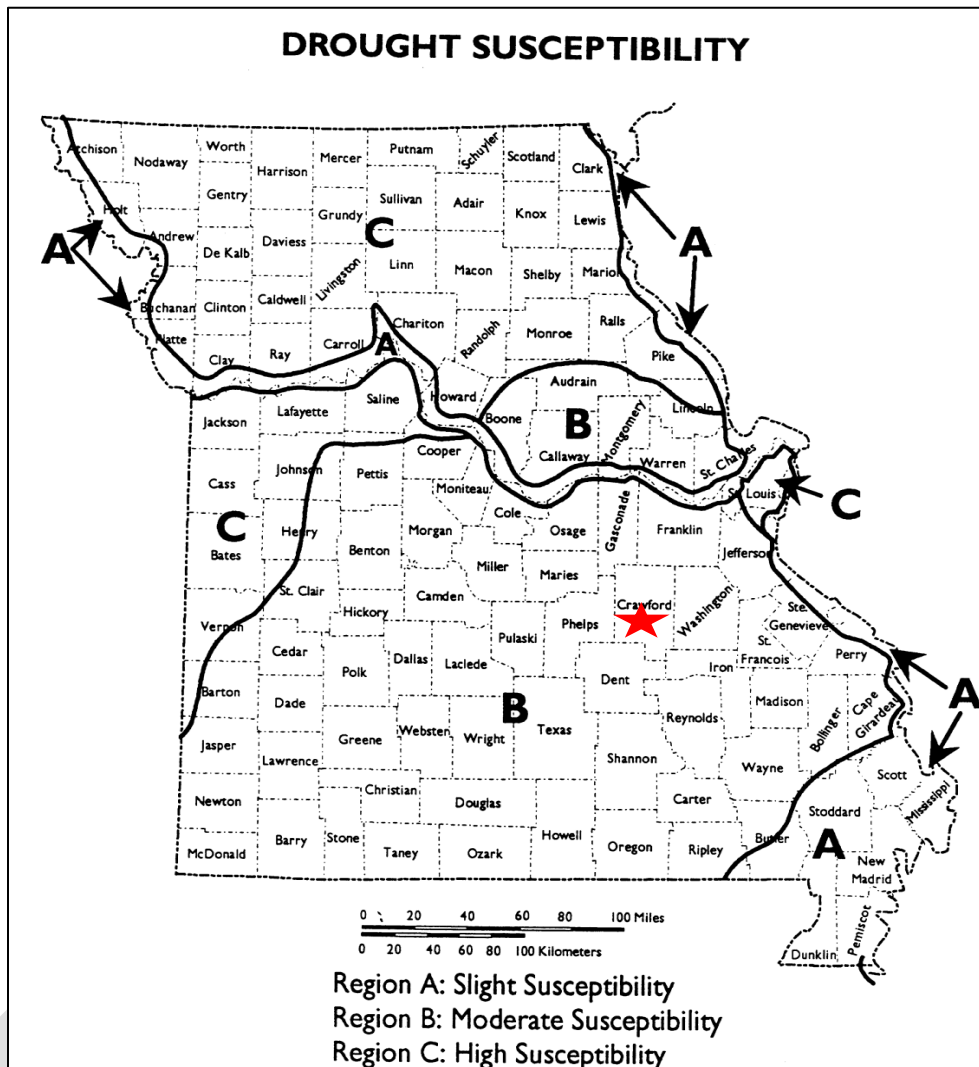 DROUGHT SUSCEPTIBILITY
Atchison
Nodaway
Worth
Harrison
Mercer
Putnam
Schuyler
Scotland
Clark
Holt
Gentry
Grundy
Sullivan
Adair
Knox
Lewis
A
A
Andrew
De Kalb
Daviess
C
Livingston
Linn
Macon
Shelby
Marion
Buchanan
Clinton
Caldwell
Chariton
Randolph
Monroe
Ralls
Platte
Clay
Ray
Carroll
A
Pike
Audrain
Howard
Saline
Lafayette
Jackson
Boone
B
Callaway
Montgomery
Lincoln
Warren
St. Charles
Cooper
Johnson
Pettis
Cass
Moniteau
Cole
St. Louis
C
C
Henry
Morgan
Osage
Gasconade
Franklin
Jefferson
Bates
Benton
Miller
Maries
St. Clair
Camden
Hickory
Crawford
Washington
Ste.
Genevieve
Vernon
Cedar
Polk
Dallas
Laclede
Pulaski
Phelps
St.
Francois
Perry
Iron
Dent
A
Barton
Dade
B
Texas
Reynolds
Madison
Bollinger
Cape
Girardeau
Jasper
Greene
Webster
Wright
Shannon
Wayne
Lawrence
Scott
Mississippi
Newton
Christian
Douglas
Carter
Stoddard
McDonald
Barry
Stone
Taney
Ozark
Howell
Oregon
Ripley
Butler
A
New
Madrid
Pemiscot
Dunklin
0 20 40 60 80 100 Miles
0 20 40 60 80 100 Kilometers
Region A: Slight Susceptibility
Region B: Moderate Susceptibility
Region C: High Susceptibility